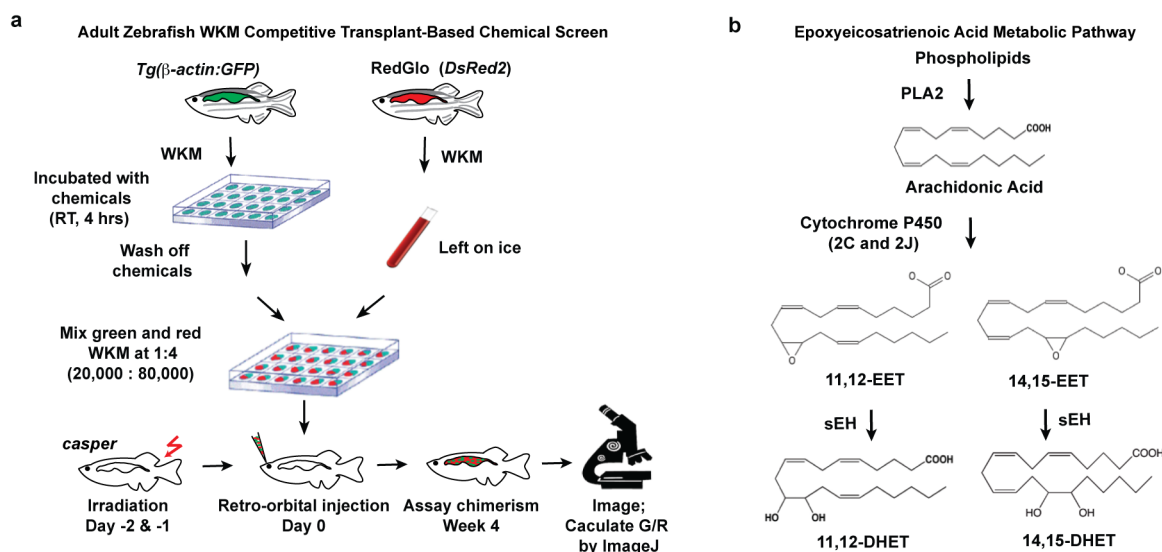 a
Adult Zebrafish WKM Competitive Transplant-Based Chemical Screen
Tg(β-actin:GFP)
RedGlo (DsRed2)
WKM
WKM
Incubated with
chemicals
(RT, 4 hrs)
Wash off
chemicals
Left on ice
Mix green and red
WKM at 1:4
(20,000 : 80,000)
casper
Irradiation
Day -2 & -1
Retro-orbital injection
Day 0
Assay chimerism
Week 4
Image;
Caculate G/R
by ImageJ
b
Epoxyeicosatrienoic Acid Metabolic Pathway
Phospholipids
PLA2
COOH
Arachidonic Acid
Cytochrome P450
(2C and 2J)
O
O
O
11,12-EET
O
O
O
14,15-EET
sEH
sEH
COOH
HO
OH
11,12-DHET
COOH
HO
OH
14,15-DHET